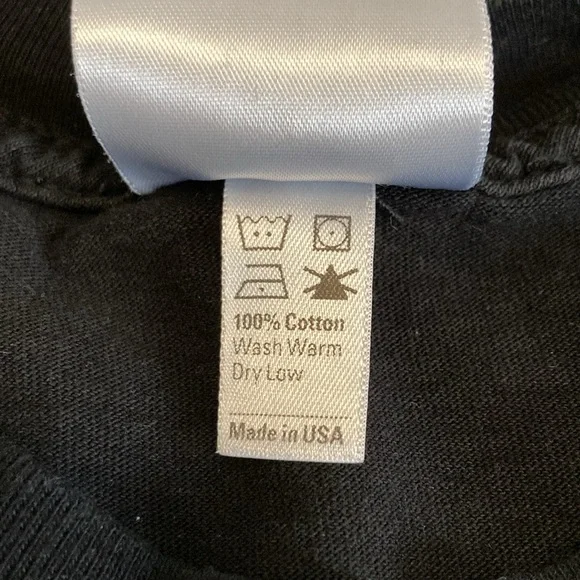 100% Cotton
Wash Warm
Dry Low
Made in USA